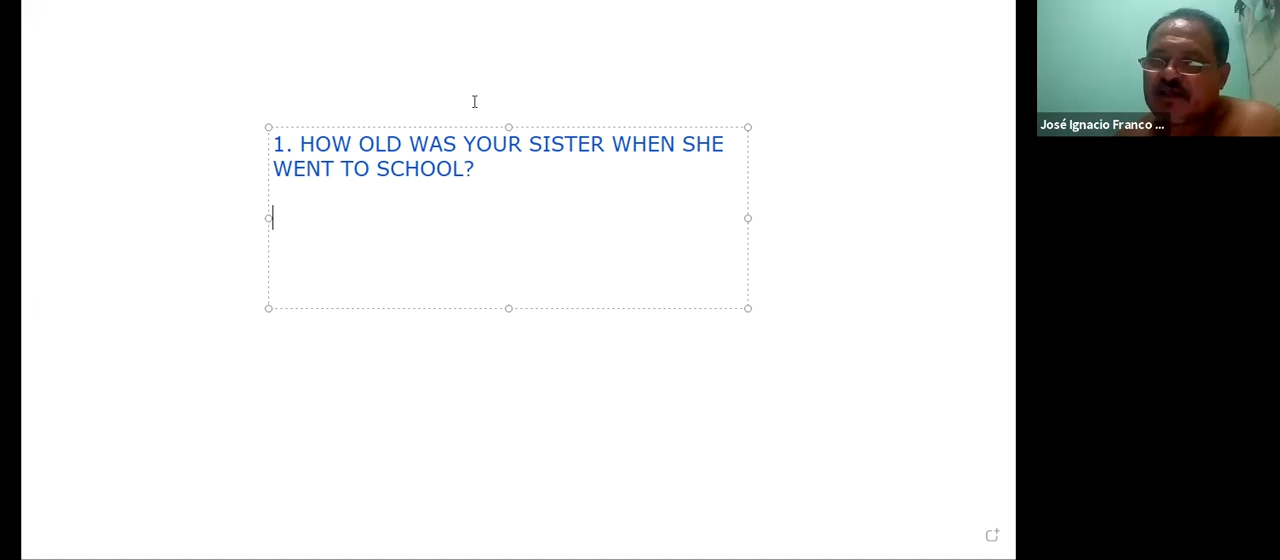 1. HOW OLD WAS YOUR SISTER WHEN SHE
WENT TO SCHOOL?
José Ignacio Franco ...